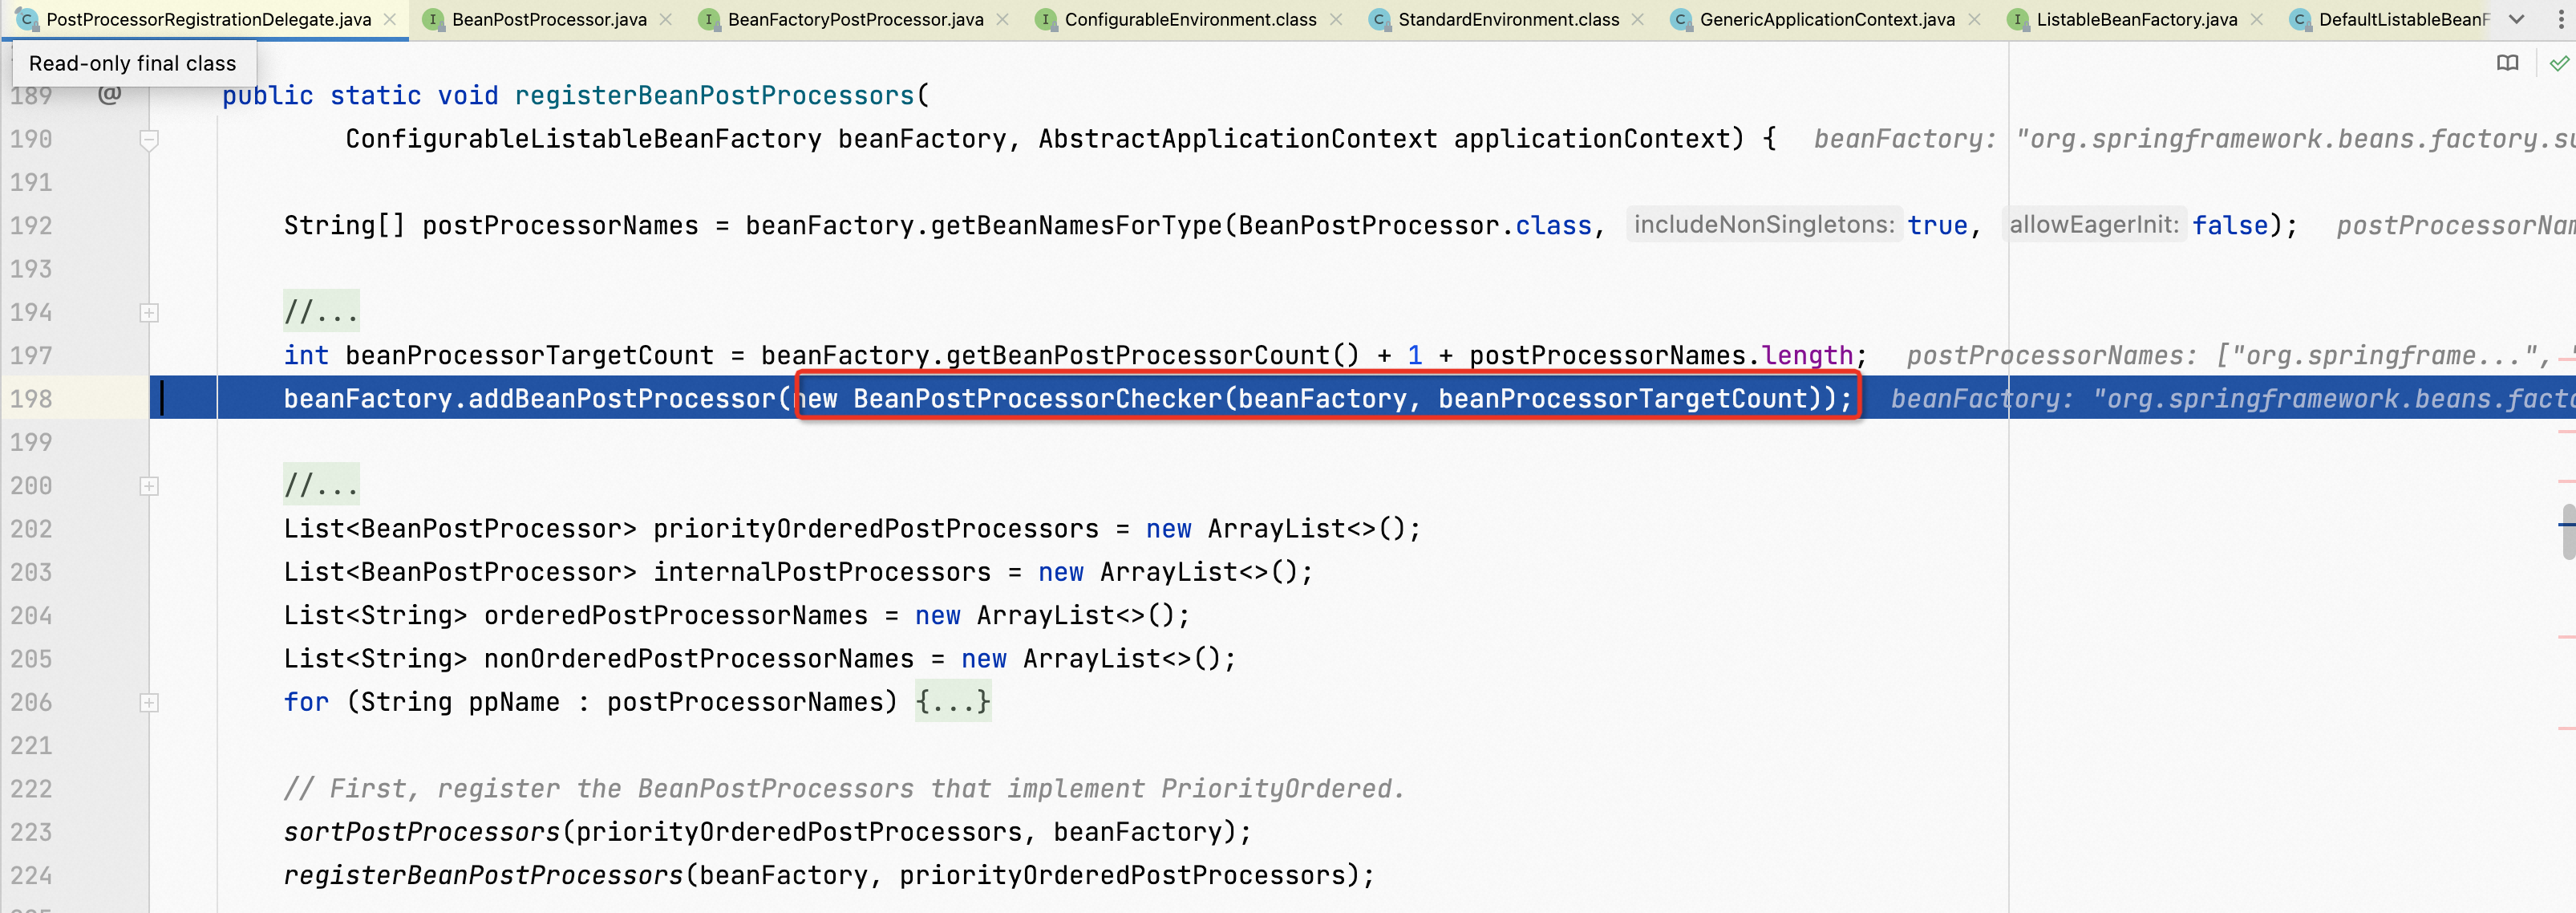 PostProcessorRegistrationDelegate.java BeanPostProcessor.java BeanFactoryPostProcessor.java ConfigurableEnvironment.class StandardEnvironment.class GenericApplicationContext.java ListableBeanFactory.java DefaultListableBeanF
Read-only final class
189 @ public static void registerBeanPostProcessors(
190 ConfigurableListableBeanFactory beanFactory, AbstractApplicationContext applicationContext) { beanFactory: "org.springframework.beans.factory.su
191
192 String[] postProcessorNames = beanFactory.getBeanNamesForType(BeanPostProcessor.class, includeNonSingletons: true, allowEagerInit: false); postProcessorNam
193
194 //...
197 int beanProcessorTargetCount = beanFactory.getBeanPostProcessorCount() + 1 + postProcessorNames.length; postProcessorNames: ["org.springframe...", "
198 beanFactory.addBeanPostProcessor(new BeanPostProcessorChecker(beanFactory, beanProcessorTargetCount)); beanFactory: "org.springframework.beans.facto
199
200 //...
202 List<BeanPostProcessor> priorityOrderedPostProcessors = new ArrayList<>();
203 List<BeanPostProcessor> internalPostProcessors = new ArrayList<>();
204 List<String> orderedPostProcessorNames = new ArrayList<>();
205 List<String> nonOrderedPostProcessorNames = new ArrayList<>();
206 for (String ppName : postProcessorNames) {...}
221
222 // First, register the BeanPostProcessors that implement PriorityOrdered.
223 sortPostProcessors(priorityOrderedPostProcessors, beanFactory);
224 registerBeanPostProcessors(beanFactory, priorityOrderedPostProcessors);